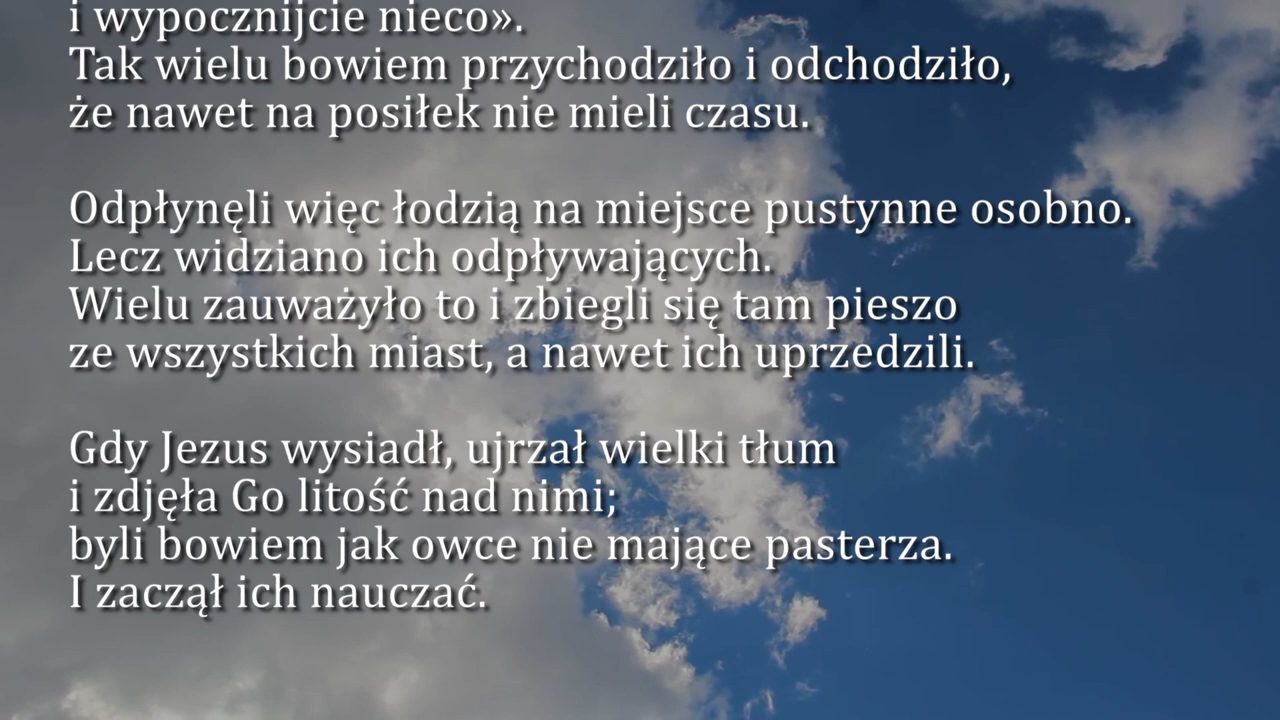 i wypocznijcie nieco».
Tak wielu bowiem przychodziło i odchodziło,
że nawet na posiłek nie mieli czasu.
Odpłynęli więc łodzią na miejsce pustynne osobno.
Lecz widziano ich odpływających.
Wielu zauważyło to i zbiegli się tam pieszo
ze wszystkich miast, a nawet ich uprzedzili.
Gdy Jezus wysiadł, ujrzał wielki tłum
i zdjęła Go litość nad nimi;
byli bowiem jak owce nie mające pasterza.
I zaczął ich nauczać.